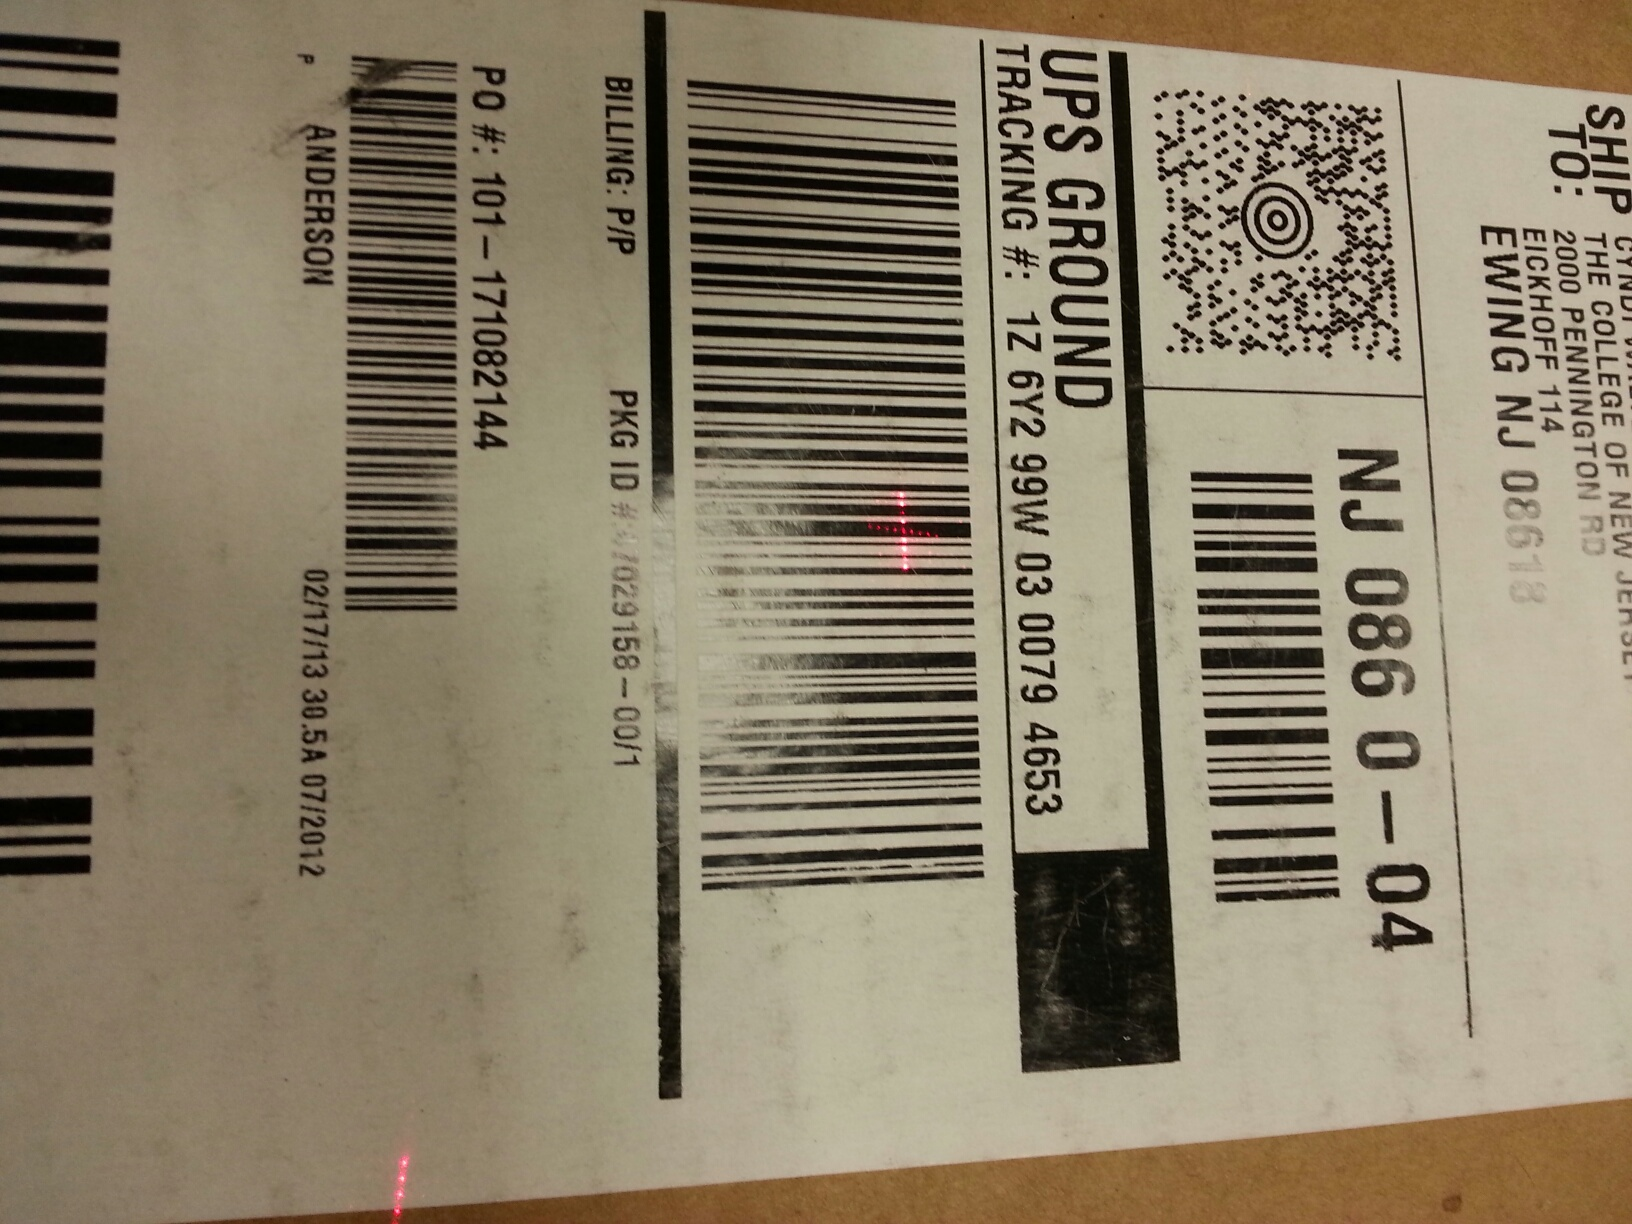 SHIP
TO:
THE COLLEGE OF NEW JERSEY
2000 PENNINGTON RD
EICKHOFF 114
EWING NJ 08618
NJ 086 0-04
UPS GROUND
TRACKING #: 1Z 6Y2 99W 03 0079 4653
BILLING: P/P
PKG ID #: 029158-00/1
PO #: 101-171082144
P ANDERSON 02/17/13 30.5A 07/2012